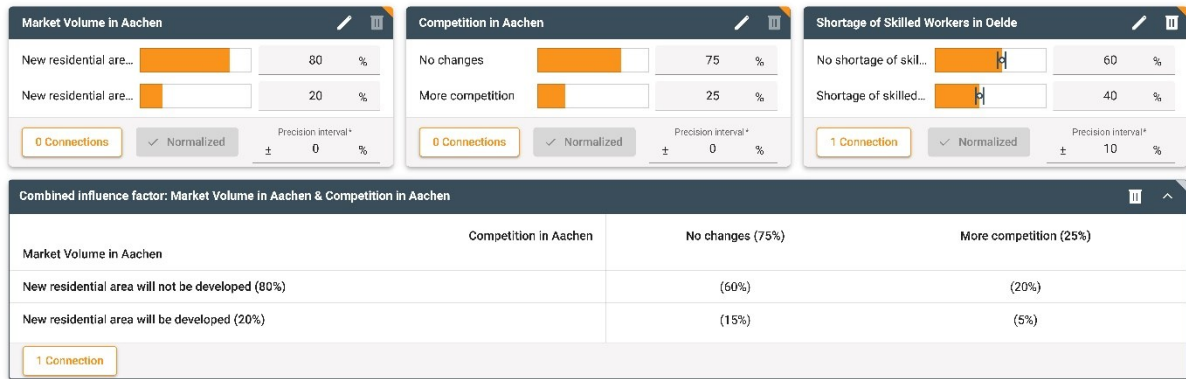 Market Volume in Aachen
New residential are... 80 %
New residential are... 20 %
0 Connections Normalized Precision interval* ± 0 %
Competition in Aachen
No changes 75 %
More competition 25 %
0 Connections Normalized Precision interval* ± 0 %
Shortage of Skilled Workers in Oelde
No shortage of skil... 60 %
Shortage of skilled... 40 %
1 Connection Normalized Precision interval* ± 10 %
Combined influence factor: Market Volume in Aachen & Competition in Aachen
Competition in Aachen No changes (75%) More competition (25%)
Market Volume in Aachen
New residential area will not be developed (80%) (60%) (20%)
New residential area will be developed (20%) (15%) (5%)
1 Connection